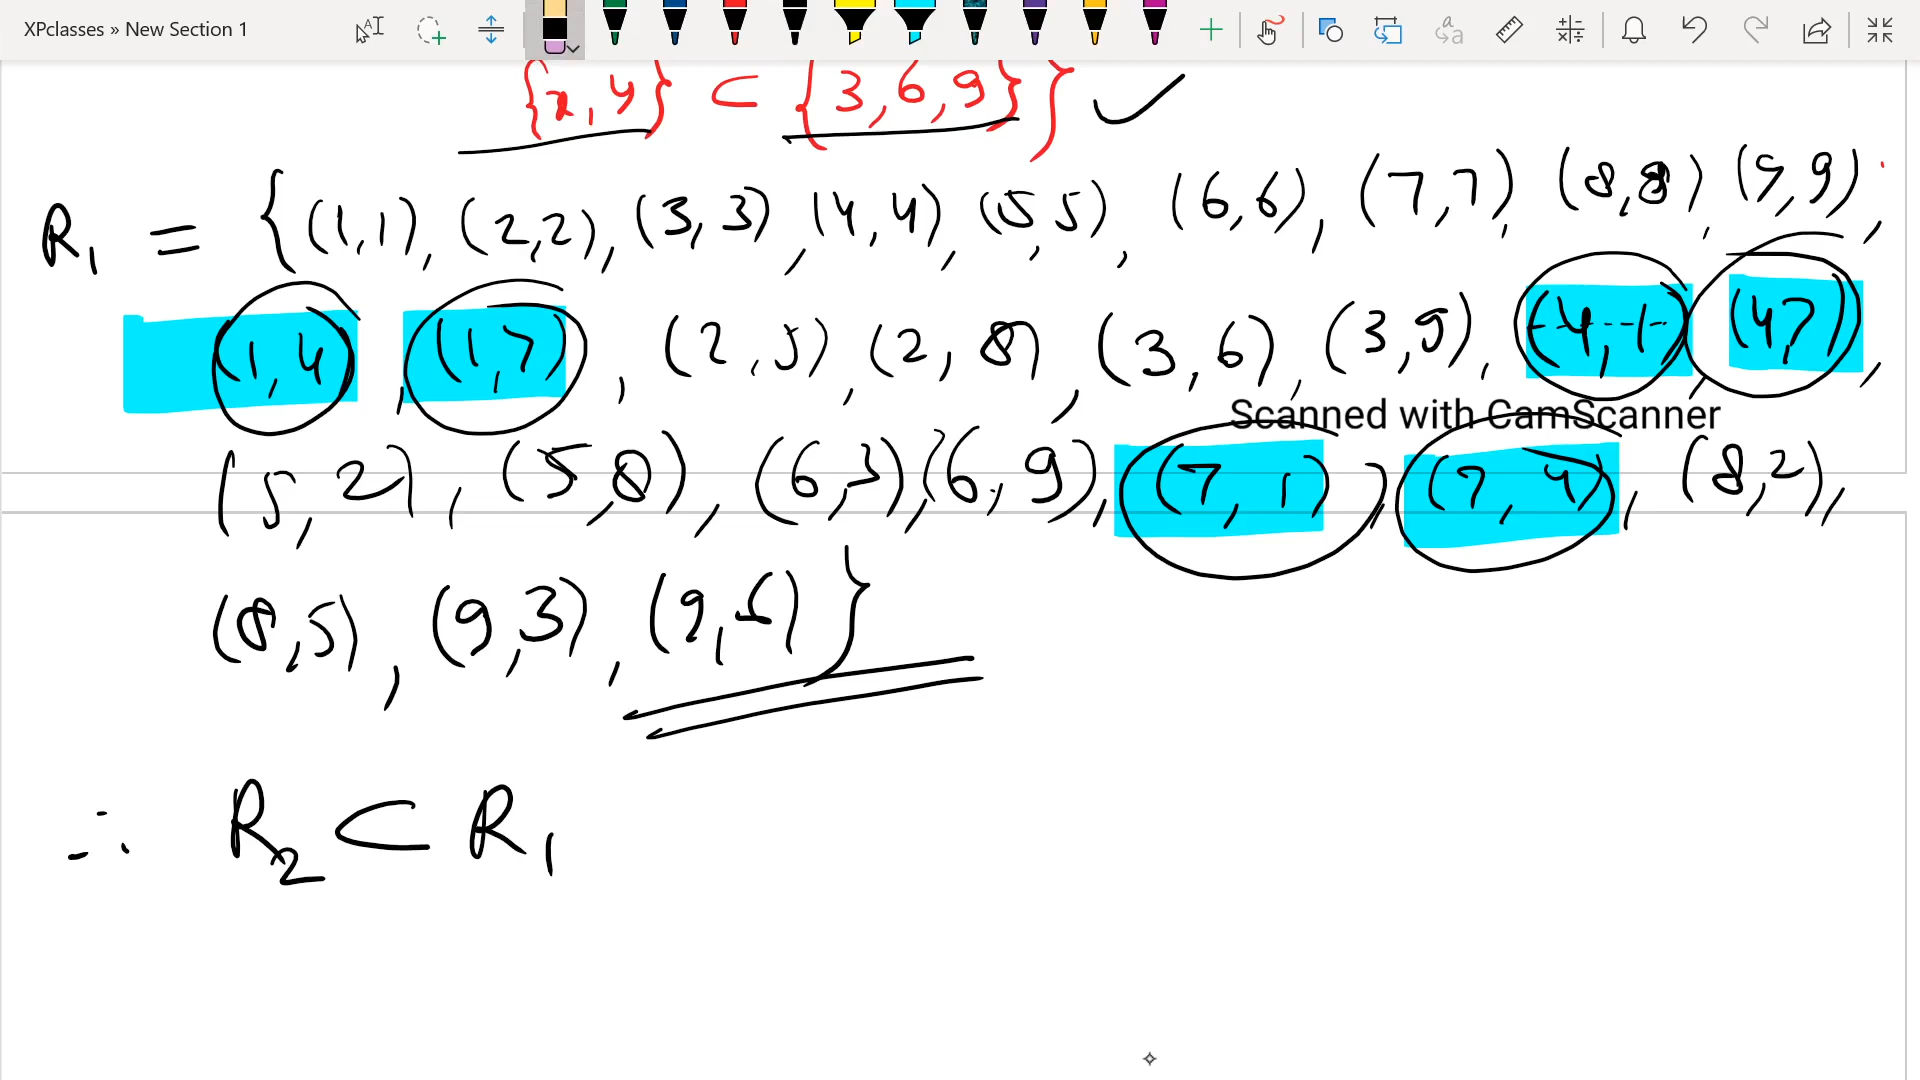 XPclasses » New Section 1
{x, y} ⊂ {3, 6, 9}}
R₁ = {(1,1), (2,2), (3,3), (4,4), (5,5), (6,6), (7,7), (8,8), (9,9),
(1,4), (1,7), (2,5), (2,8), (3,6), (3,9), (4,1), (4,7),
Scanned with CamScanner
(5,2), (5,8), (6,3), (6,9), (7,1), (7,4), (8,2),
(8,5), (9,3), (9,6)}
∴ R₂ ⊂ R₁